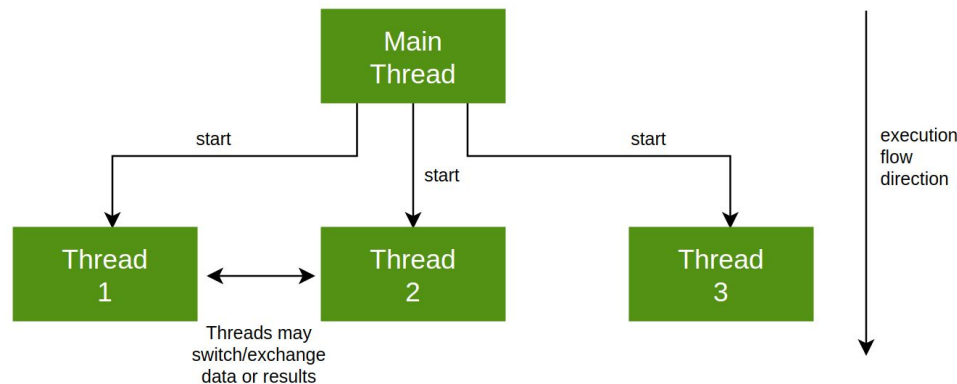 Main
Thread
start
start
start
execution
flow
direction
Thread
1
Thread
2
Thread
3
Threads may
switch/exchange
data or results